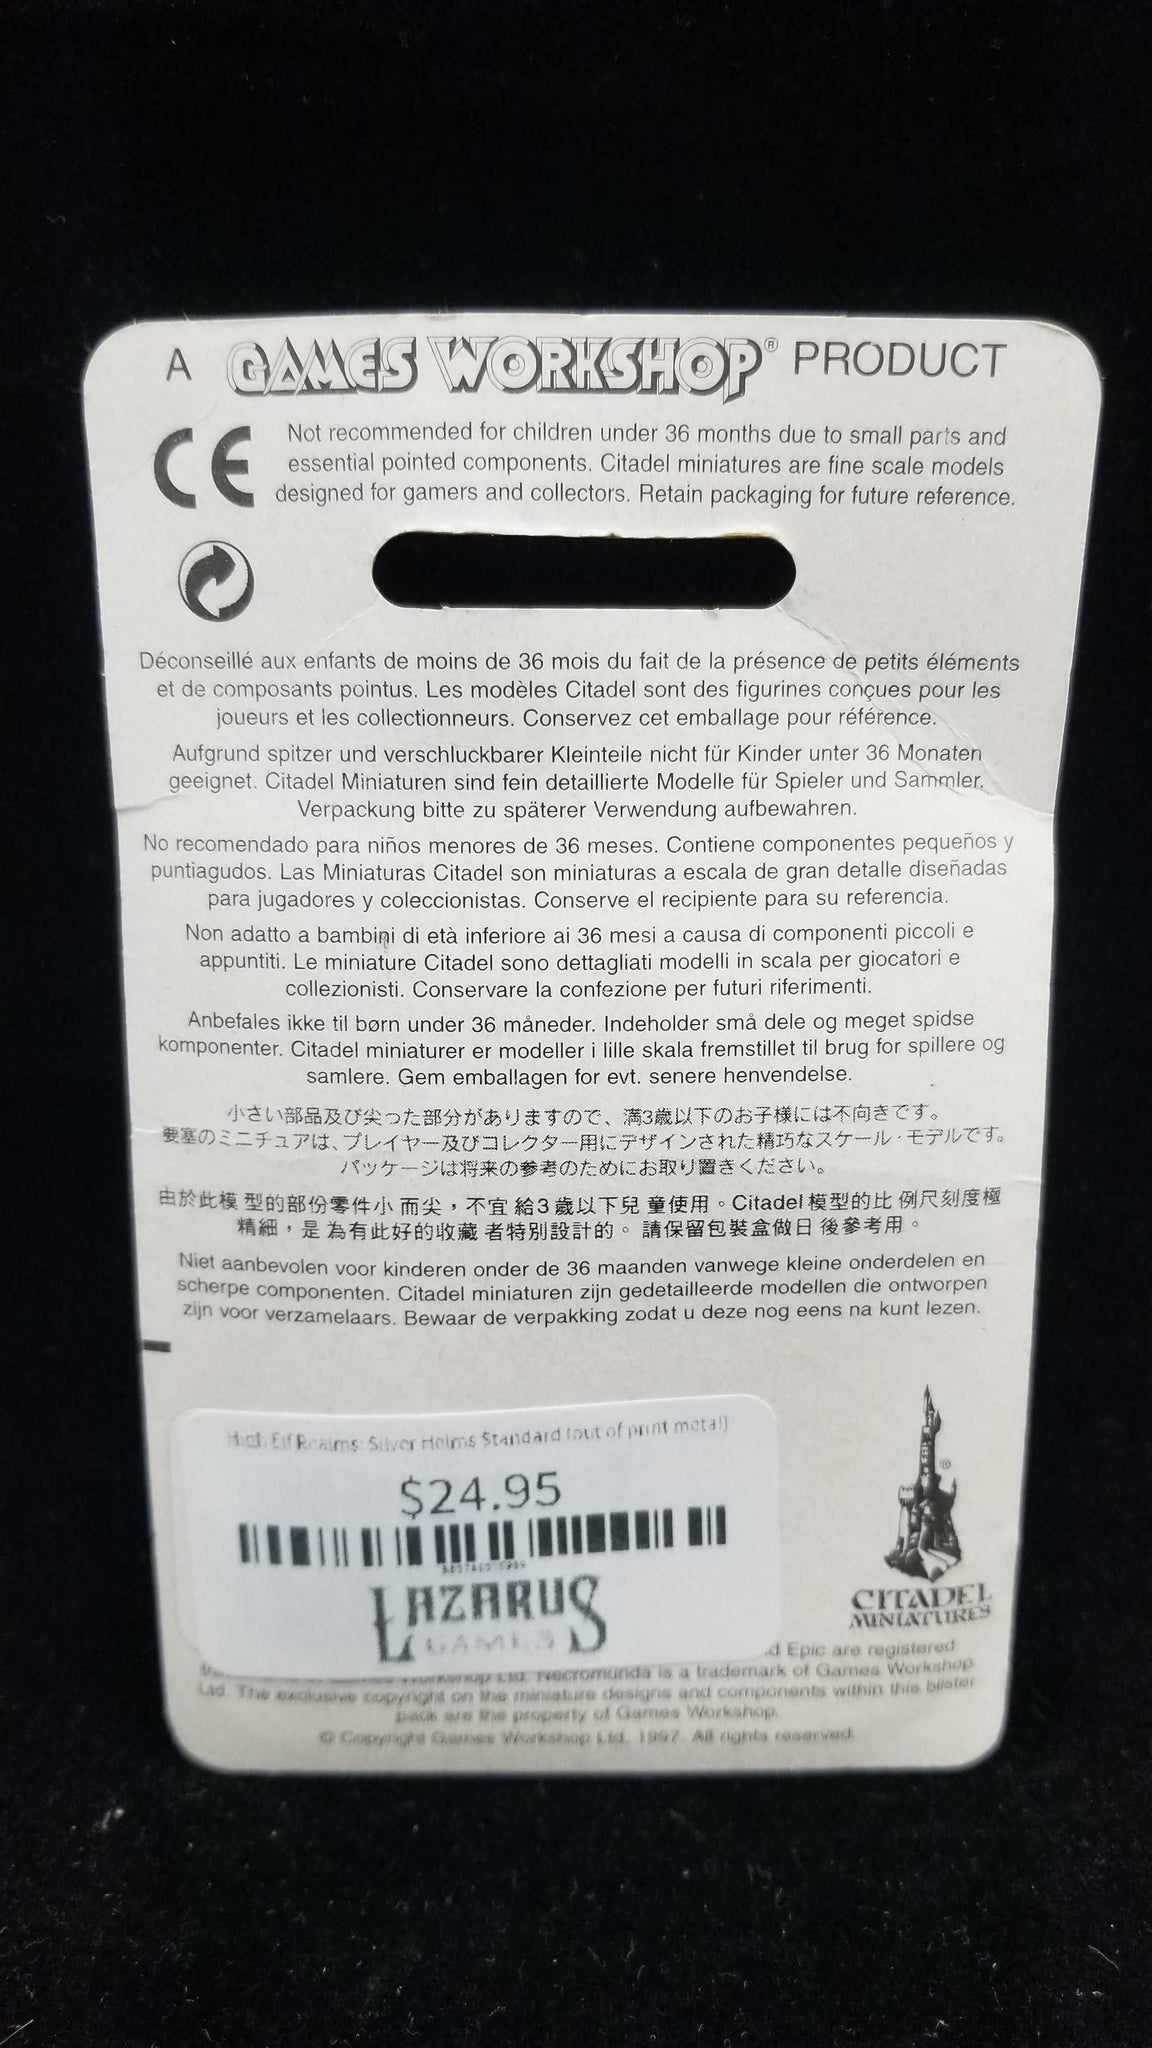 A GAMES WORKSHOP® PRODUCT
CE
Not recommended for children under 36 months due to small parts and
essential pointed components. Citadel miniatures are fine scale models
designed for gamers and collectors. Retain packaging for future reference.
Déconseillé aux enfants de moins de 36 mois du fait de la présence de petits éléments
et de composants pointus. Les modèles Citadel sont des figurines conçues pour les
joueurs et les collectionneurs. Conservez cet emballage pour référence.
Aufgrund spitzer und verschluckbarer Kleinteile nicht für Kinder unter 36 Monaten
geeignet. Citadel Miniaturen sind fein detaillierte Modelle für Spieler und Sammler.
Verpackung bitte zu späterer Verwendung aufbewahren.
No recomendado para niños menores de 36 meses. Contiene componentes pequeños y
puntiagudos. Las Miniaturas Citadel son miniaturas a escala de gran detalle diseñadas
para jugadores y coleccionistas. Conserve el recipiente para su referencia.
Non adatto a bambini di età inferiore ai 36 mesi a causa di componenti piccoli e
appuntiti. Le miniature Citadel sono dettagliati modelli in scala per giocatori e
collezionisti. Conservare la confezione per futuri riferimenti.
Anbefales ikke til børn under 36 måneder. Indeholder små dele og meget spidse
komponenter. Citadel miniaturer er modeller i lille skala fremstillet til brug for spillere og
samlere. Gem emballagen for evt. senere henvendelse.
小さい部品及び尖った部分がありますので、満3歳以下のお子様には不向きです。
要塞のミニチュアは、プレイヤー及びコレクター用にデザインされた精巧なスケール・モデルです。
パッケージは将来の参考のためにお取り置きください。
由於此模 型的部份零件小 而尖，不宜 給3歲以下兒 童使用。Citadel模型的比 例尺刻度極
精細，是 為有此好的收藏 者特別設計的。 請保留包裝盒做日 後參考用。
Niet aanbevolen voor kinderen onder de 36 maanden vanwege kleine onderdelen en
scherpe componenten. Citadel miniaturen zijn gedetailleerde modellen die ontworpen
zijn voor verzamelaars. Bewaar de verpakking zodat u deze nog eens na kunt lezen.
High Elf Realms: Silver Helms Standard (out of print metal)
$24.95
LAZARUS
GAMES
®
CITADEL
MINIATURES
Epic are registered
Workshop Ltd. Necromunda is a trademark of Games Workshop
Ltd. The exclusive copyright on the miniature designs and components within this blister
pack are the property of Games Workshop.
© Copyright Games Workshop Ltd. 1997. All rights reserved.